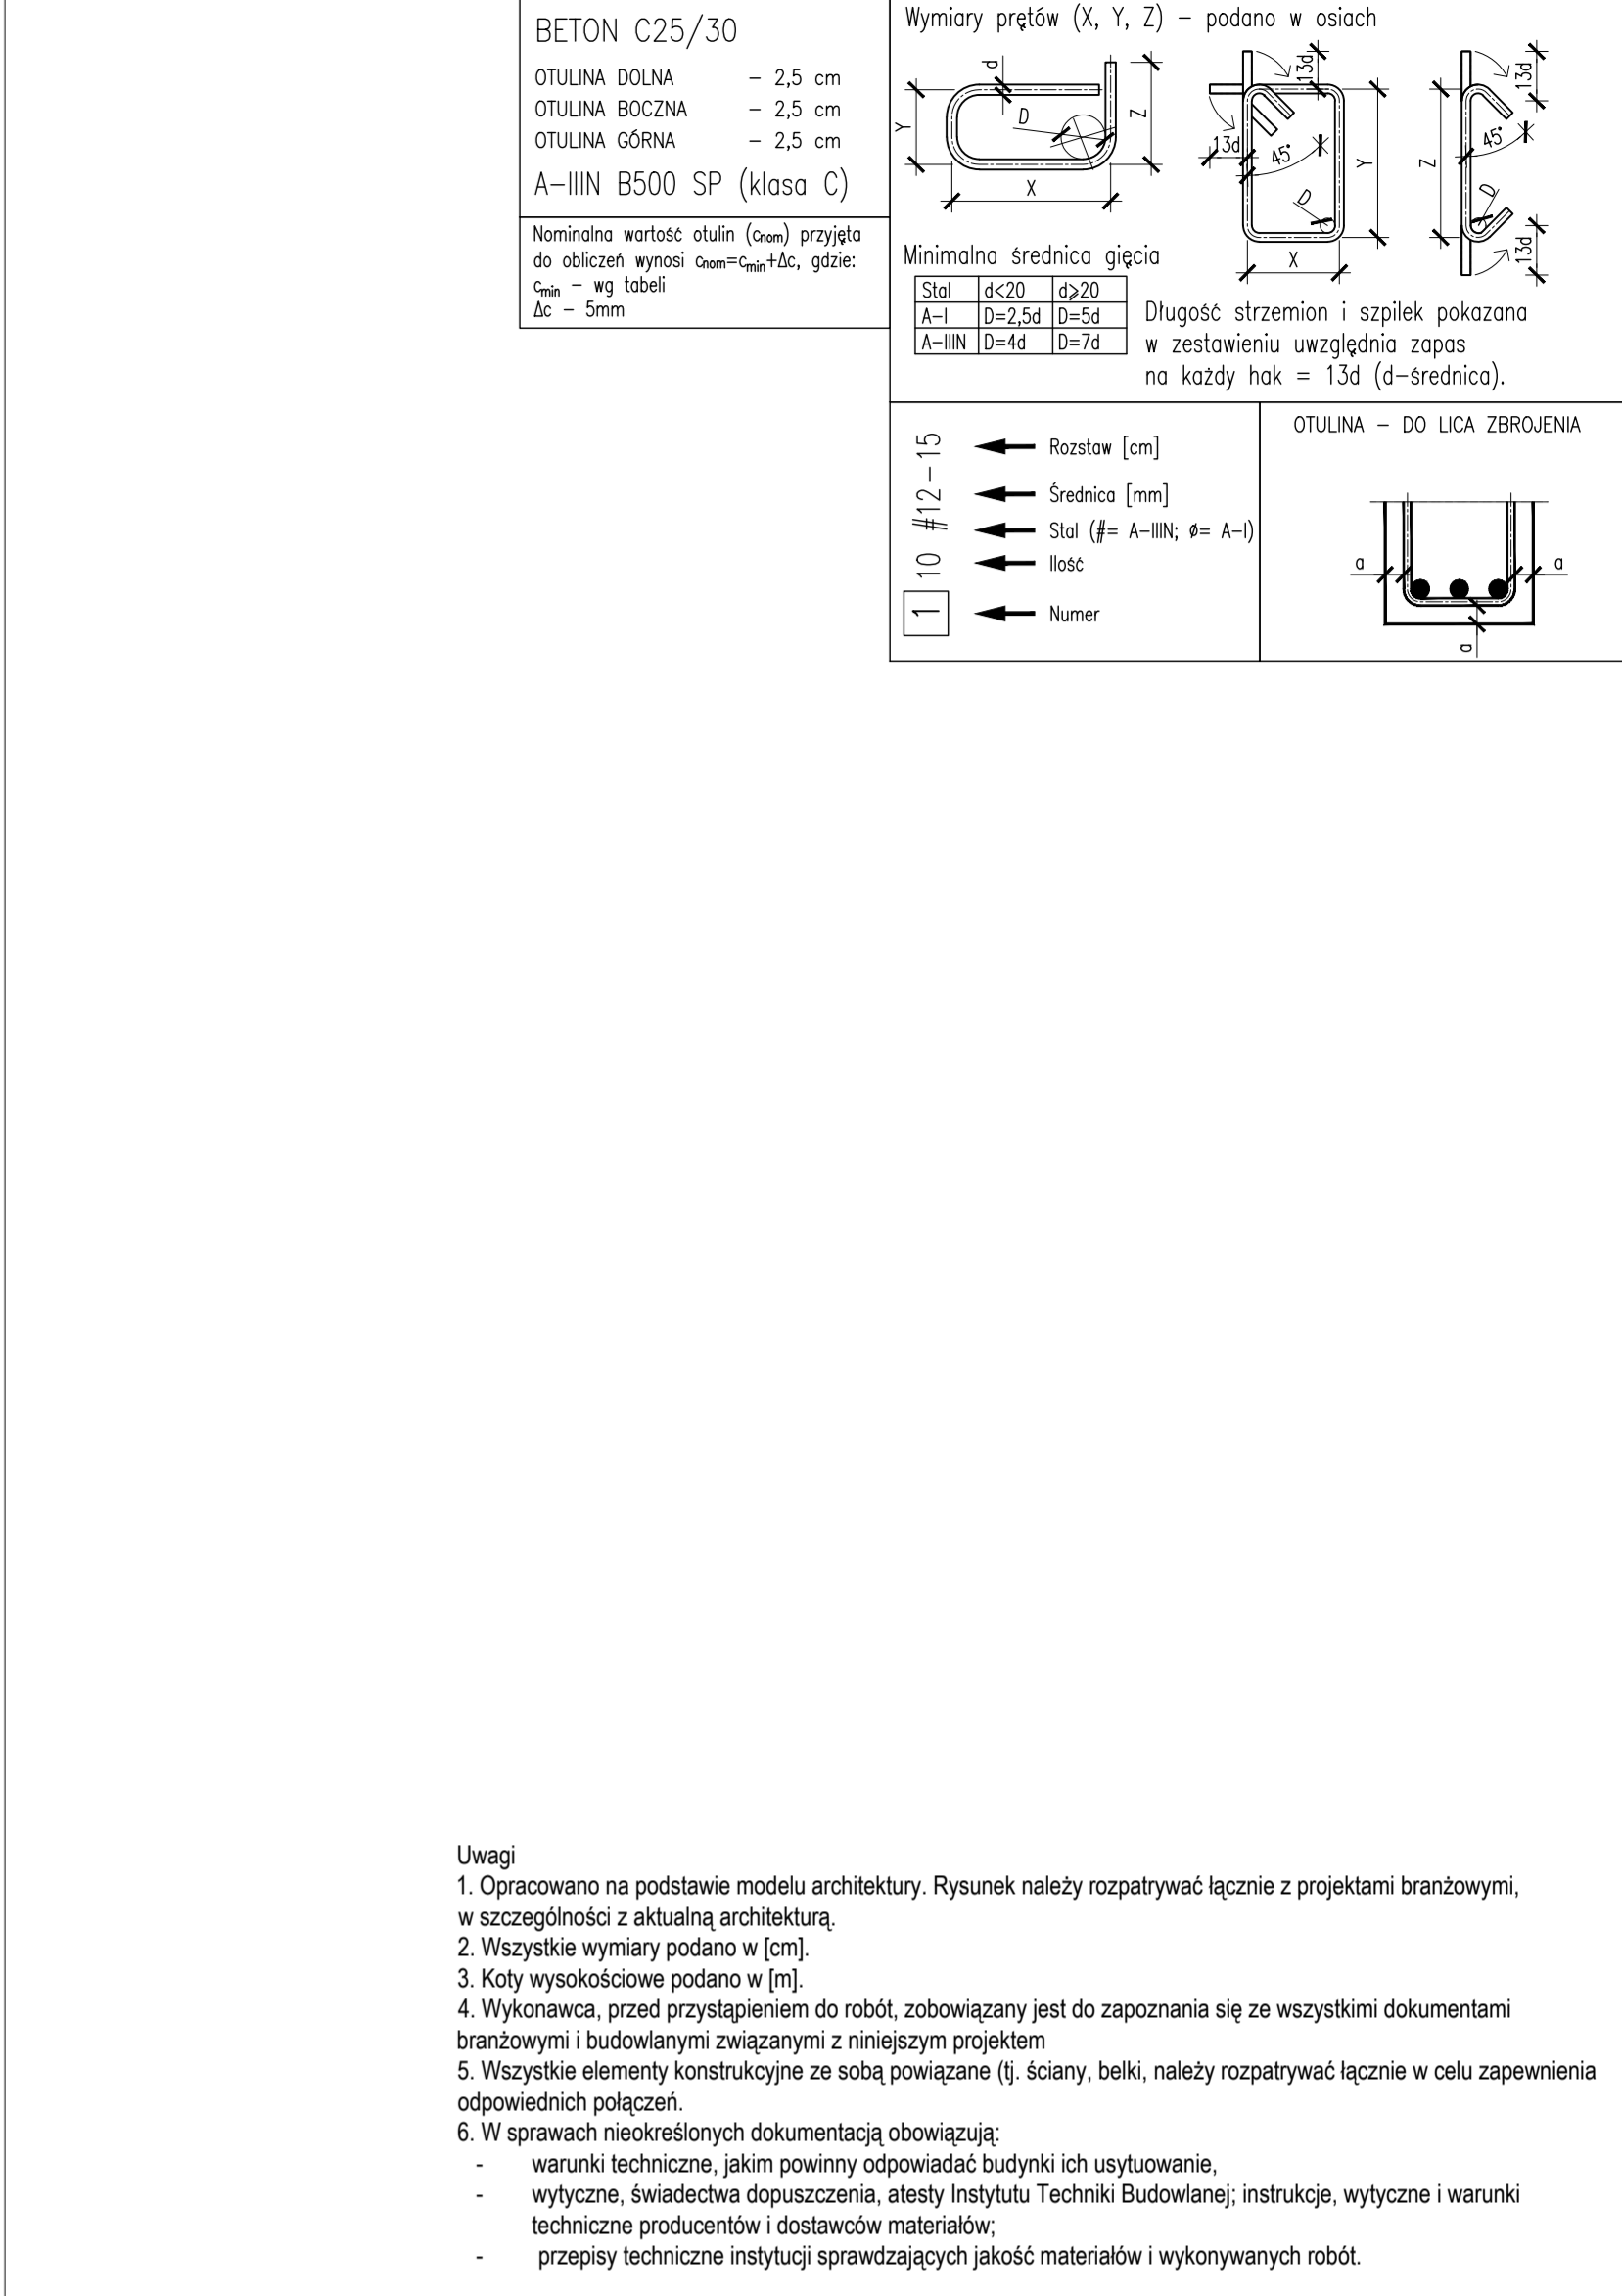 BETON C25/30
OTULINA DOLNA – 2,5 cm
OTULINA BOCZNA – 2,5 cm
OTULINA GÓRNA – 2,5 cm
A–IIIN B500 SP (klasa C)
Nominalna wartość otulin (cnom) przyjęta
do obliczeń wynosi cnom=cmin+Δc, gdzie:
cmin – wg tabeli
Δc – 5mm
Wymiary prętów (X, Y, Z) – podano w osiach
d
Y
D
Z
X
13d
13d
45°
Y
D
X
13d
Z
45°
D
13d
Minimalna średnica gięcia
Stal d<20 d⩾20
A–I D=2,5d D=5d
A–IIIN D=4d D=7d
Długość strzemion i szpilek pokazana
w zestawieniu uwzględnia zapas
na każdy hak = 13d (d–średnica).
1 10 #12–15
Rozstaw [cm]
Średnica [mm]
Stal (#= A–IIIN; ø= A–I)
Ilość
Numer
OTULINA – DO LICA ZBROJENIA
a
a
a
Uwagi
1. Opracowano na podstawie modelu architektury. Rysunek należy rozpatrywać łącznie z projektami branżowymi,
w szczególności z aktualną architekturą.
2. Wszystkie wymiary podano w [cm].
3. Koty wysokościowe podano w [m].
4. Wykonawca, przed przystąpieniem do robót, zobowiązany jest do zapoznania się ze wszystkimi dokumentami
branżowymi i budowlanymi związanymi z niniejszym projektem
5. Wszystkie elementy konstrukcyjne ze sobą powiązane (tj. ściany, belki, należy rozpatrywać łącznie w celu zapewnienia
odpowiednich połączeń.
6. W sprawach nieokreślonych dokumentacją obowiązują:
- warunki techniczne, jakim powinny odpowiadać budynki ich usytuowanie,
- wytyczne, świadectwa dopuszczenia, atesty Instytutu Techniki Budowlanej; instrukcje, wytyczne i warunki
techniczne producentów i dostawców materiałów;
- przepisy techniczne instytucji sprawdzających jakość materiałów i wykonywanych robót.